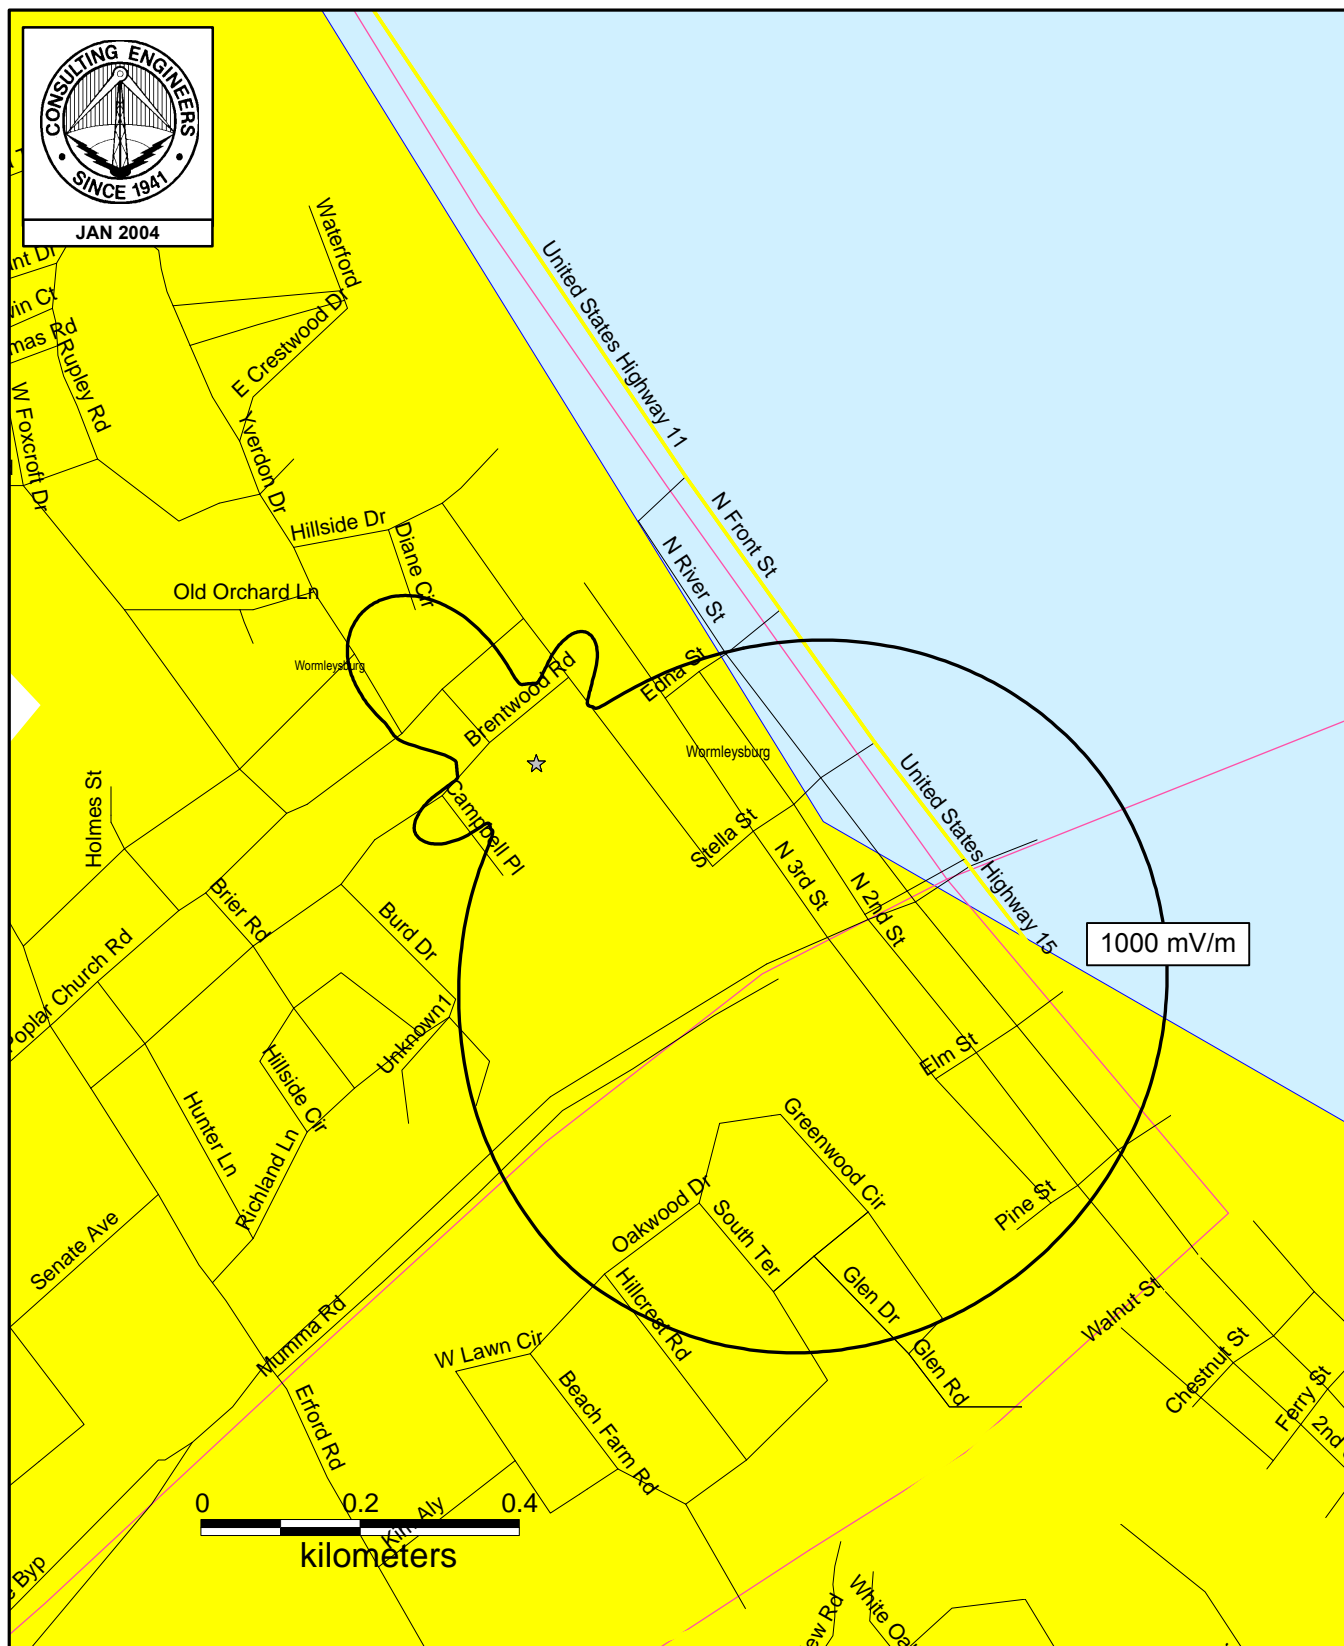 CONSULTING ENGINEERS
SINCE 1941
JAN 2004
Waterford
E Crestwood Dr
Rupley Rd
W Foxcroft Dr
Yverdon Dr
Hillside Dr
Diane Cir
Old Orchard Ln
Wormleysburg
Brentwood Rd
United States Highway 11
N Front St
N River St
Edna St
Wormleysburg
Stella St
N 3rd St
N 2nd St
United States Highway 15
1000 mV/m
Campbell Pl
Holmes St
Brier Rd
Burd Dr
Poplar Church Rd
Unknown1
Hillside Cir
Hunter Ln
Richland Ln
Senate Ave
Mumma Rd
Elm St
Greenwood Cir
Pine St
Oakwood Dr
South Ter
Glen Dr
Glen Rd
Hillcrest Rd
W Lawn Cir
Beach Farm Rd
Walnut St
Chestnut St
Ferry St
2nd
Erford Rd
0 0.2 0.4
kilometers
Kim Aly
Byp
White
Rd